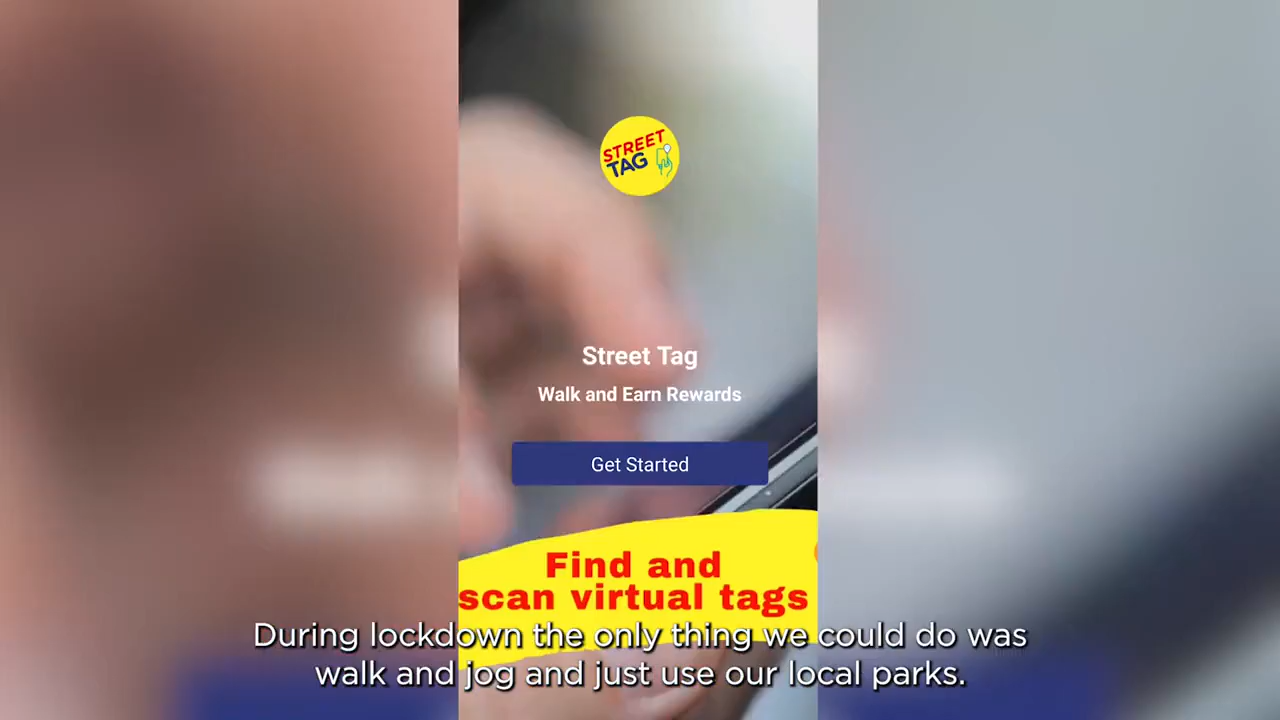 STREET
TAG
Street Tag
Walk and Earn Rewards
Get Started
Find and
scan virtual tags
During lockdown the only thing we could do was
walk and jog and just use our local parks.